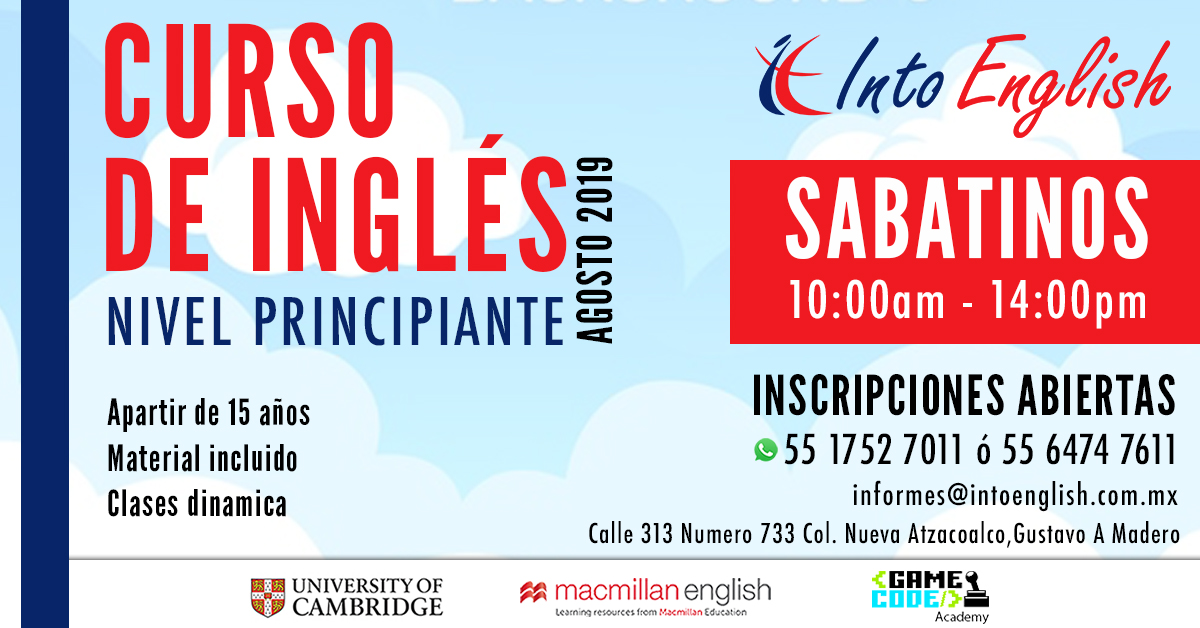 CURSO
DE INGLÉS
AGOSTO 2019
NIVEL PRINCIPIANTE
Apartir de 15 años
Material incluido
Clases dinamica
Into English
SABATINOS
10:00am - 14:00pm
INSCRIPCIONES ABIERTAS
55 1752 7011 ó 55 6474 7611
informes@intoenglish.com.mx
Calle 313 Numero 733 Col. Nueva Atzacoalco,Gustavo A Madero
UNIVERSITY OF
CAMBRIDGE
macmillan english
Learning resources from Macmillan Education
<GAME
CODE/>
Academy